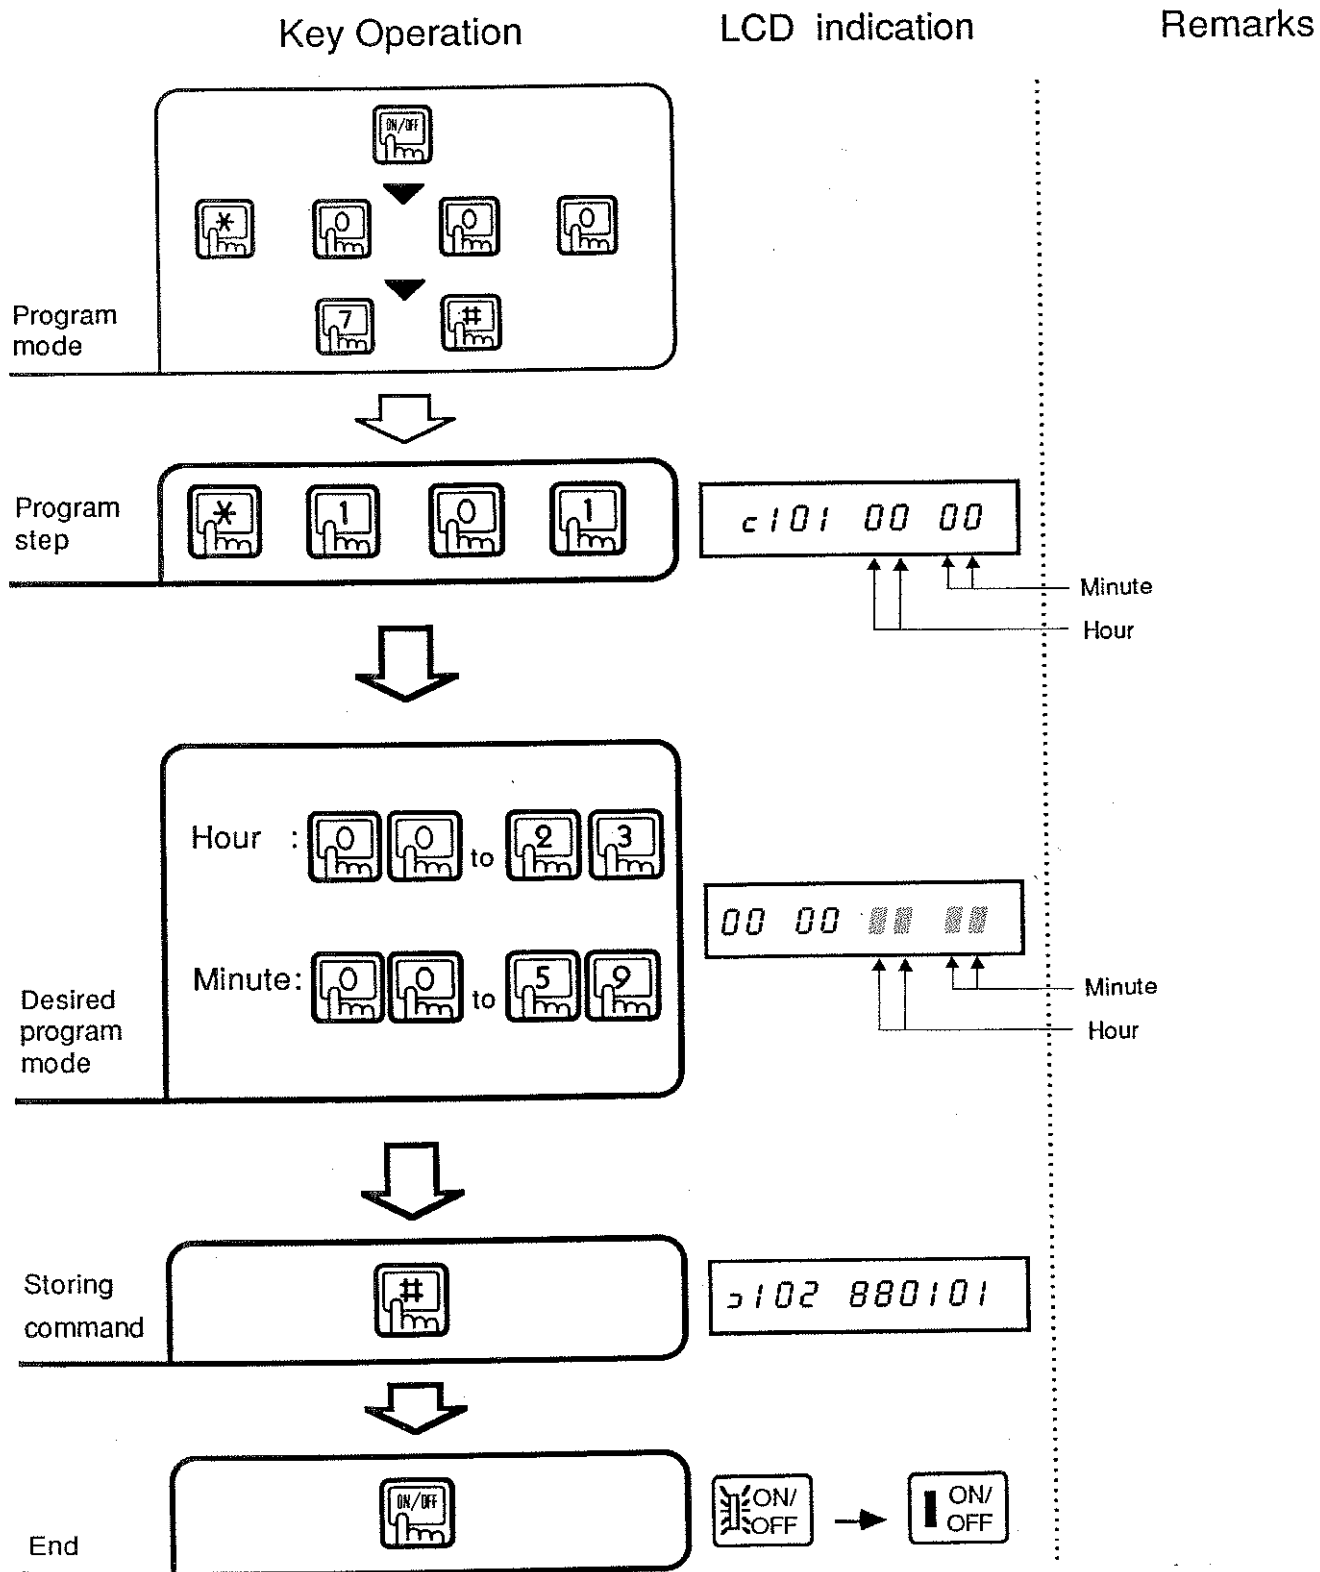 Key Operation LCD indication Remarks
ON/OFF
* 0 0 0
7 #
Program
mode
Program
step
* 1 0 1
c101 00 00
Minute
Hour
Hour : 0 0 to 2 3
00 00
Minute: 0 0 to 5 9
Minute
Hour
Desired
program
mode
Storing
command
#
ɔ102 880101
End
ON/OFF
ON/
OFF
ON/
OFF